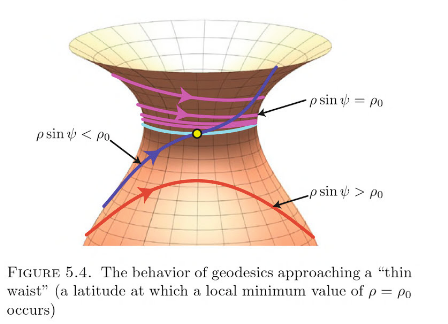 ρ sin ψ = ρ₀
ρ sin ψ < ρ₀
ρ sin ψ > ρ₀
FIGURE 5.4. The behavior of geodesics approaching a “thin
waist” (a latitude at which a local minimum value of ρ = ρ₀
occurs)